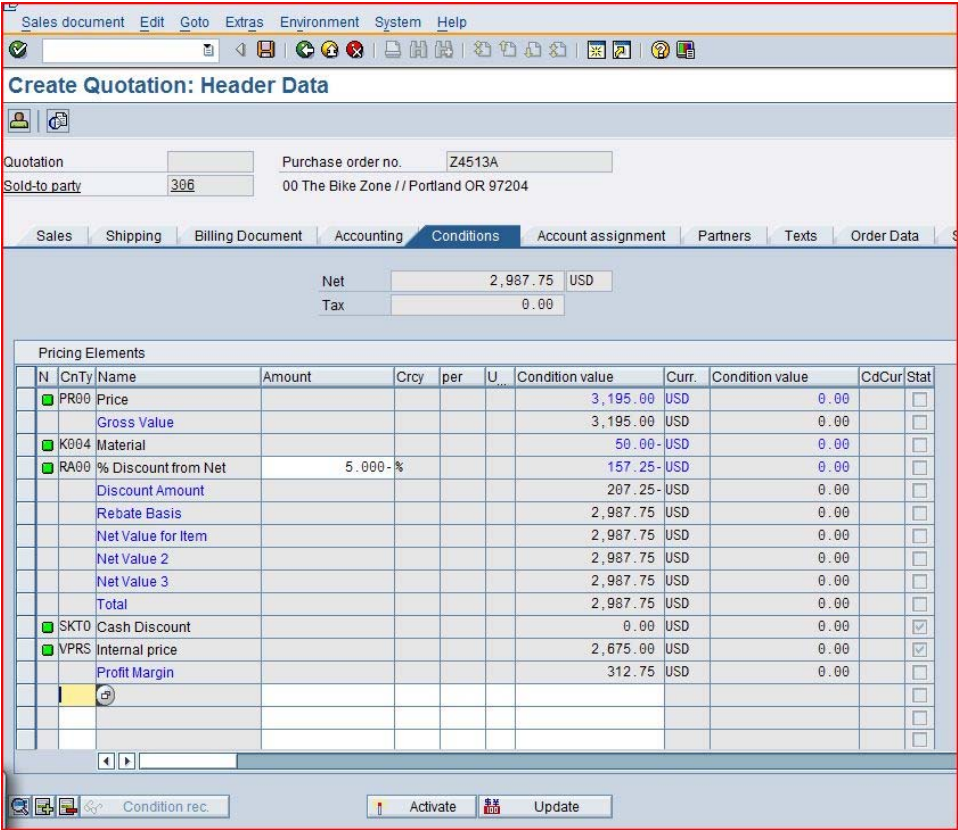 Sales document Edit Goto Extras Environment System Help
Create Quotation: Header Data
Quotation Purchase order no. Z4513A
Sold-to party 306 00 The Bike Zone / / Portland OR 97204
Sales Shipping Billing Document Accounting Conditions Account assignment Partners Texts Order Data S
Net 2,987.75 USD
Tax 0.00
Pricing Elements
N CnTy Name Amount Crcy per U... Condition value Curr. Condition value CdCur Stat
PR00 Price 3,195.00 USD 0.00
Gross Value 3,195.00 USD 0.00
K004 Material 50.00- USD 0.00
RA00 % Discount from Net 5.000- % 157.25- USD 0.00
Discount Amount 207.25- USD 0.00
Rebate Basis 2,987.75 USD 0.00
Net Value for Item 2,987.75 USD 0.00
Net Value 2 2,987.75 USD 0.00
Net Value 3 2,987.75 USD 0.00
Total 2,987.75 USD 0.00
SKTO Cash Discount 0.00 USD 0.00
VPRS Internal price 2,675.00 USD 0.00
Profit Margin 312.75 USD 0.00
Condition rec. Activate Update